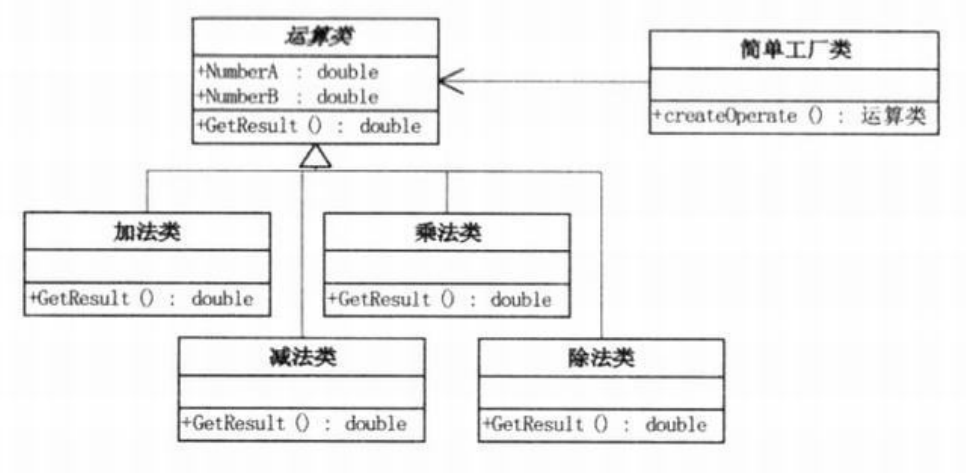 运算类
+NumberA : double
+NumberB : double
+GetResult () : double
简单工厂类
+createOperate () : 运算类
加法类
+GetResult () : double
乘法类
+GetResult () : double
减法类
+GetResult () : double
除法类
+GetResult () : double